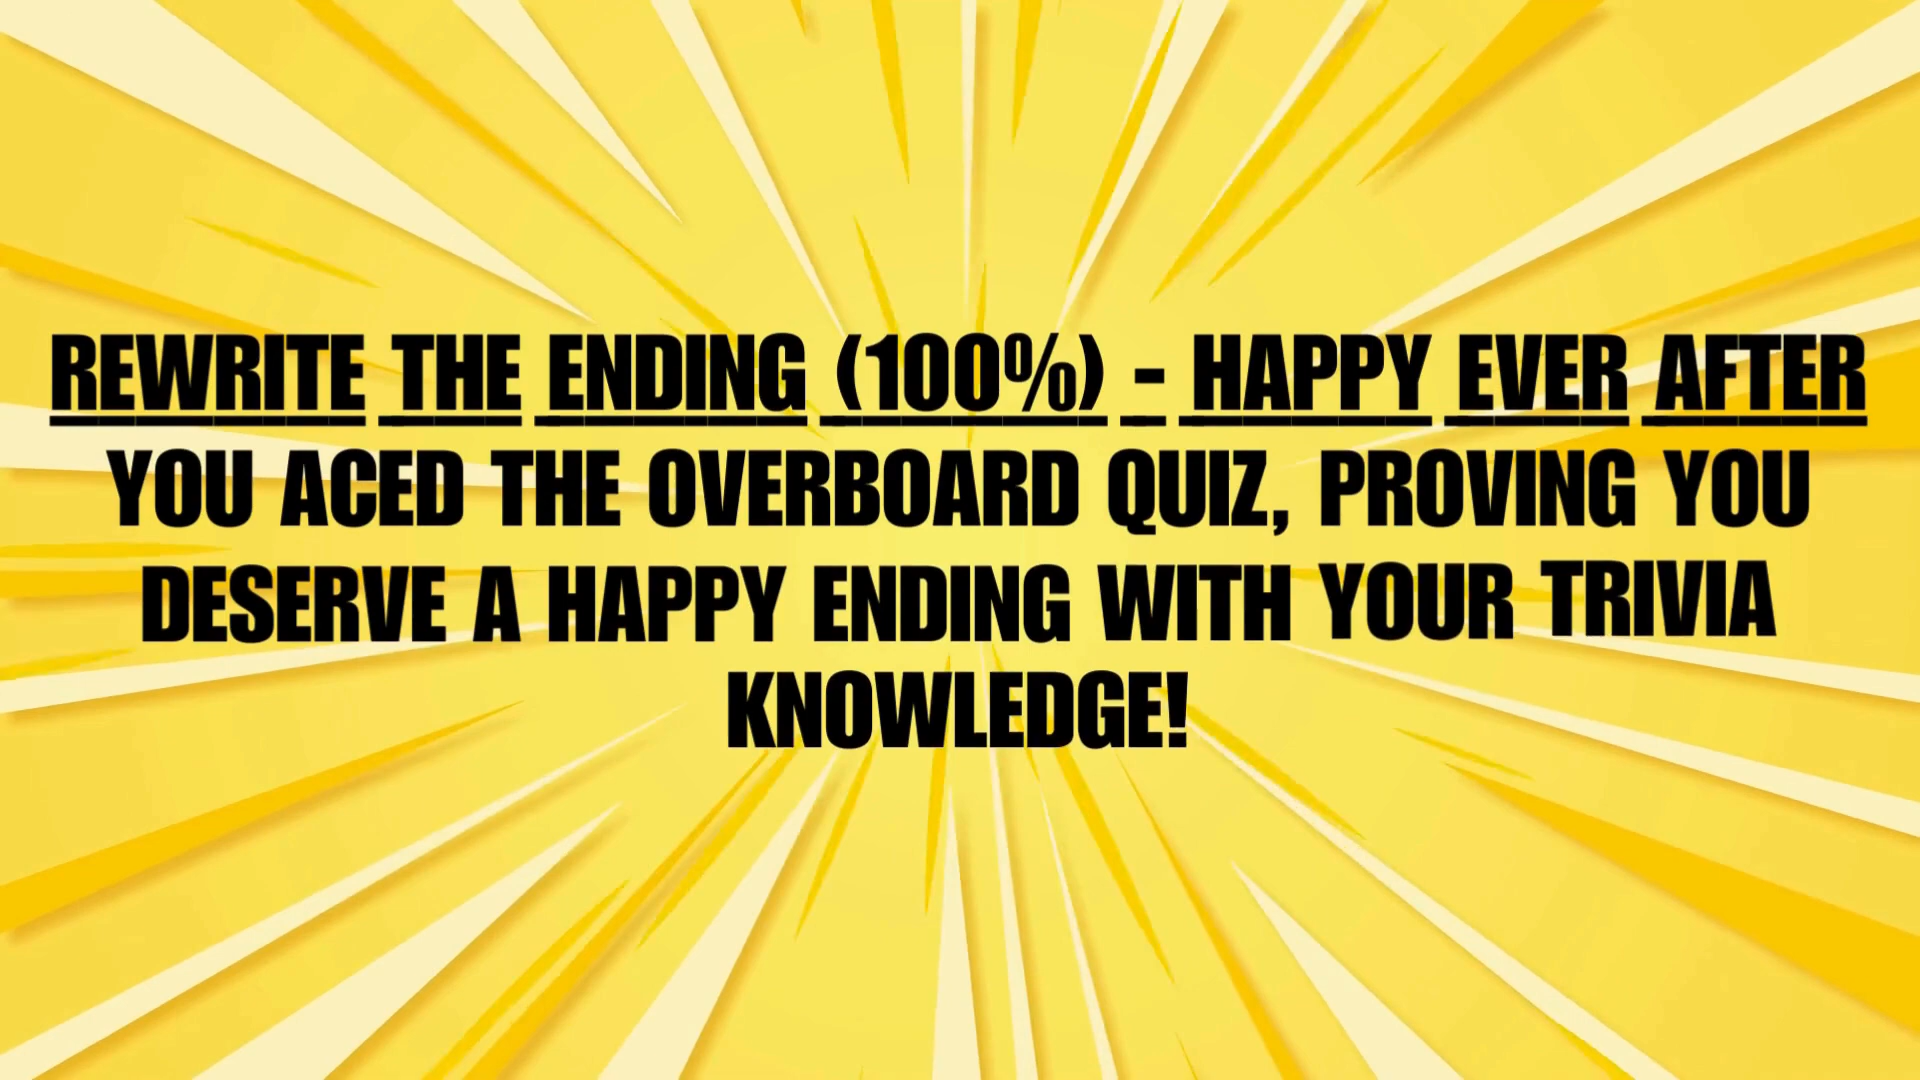 REWRITE THE ENDING (100%) - HAPPY EVER AFTER
YOU ACED THE OVERBOARD QUIZ, PROVING YOU
DESERVE A HAPPY ENDING WITH YOUR TRIVIA
KNOWLEDGE!